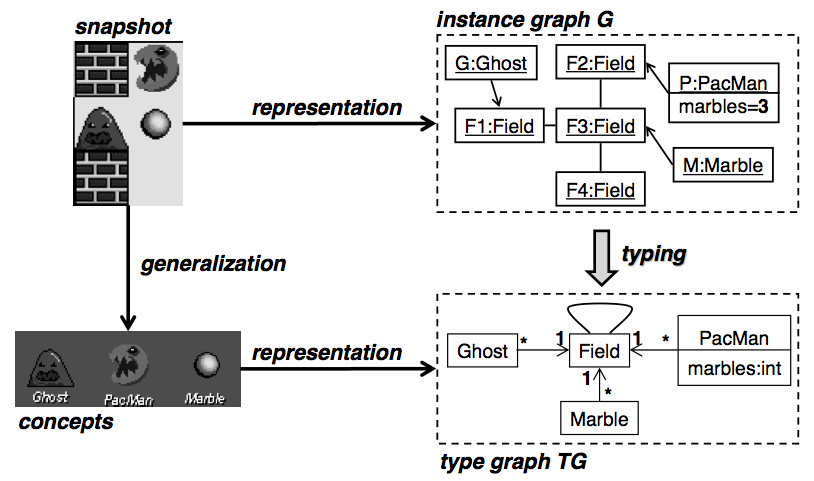 snapshot
instance graph G
G:Ghost
F2:Field
P:PacMan
marbles=3
representation
F1:Field
F3:Field
M:Marble
F4:Field
generalization
typing
representation
Ghost
*
1
Field
1
*
PacMan
marbles:int
1
*
Marble
Ghost
PacMan
Marble
concepts
type graph TG